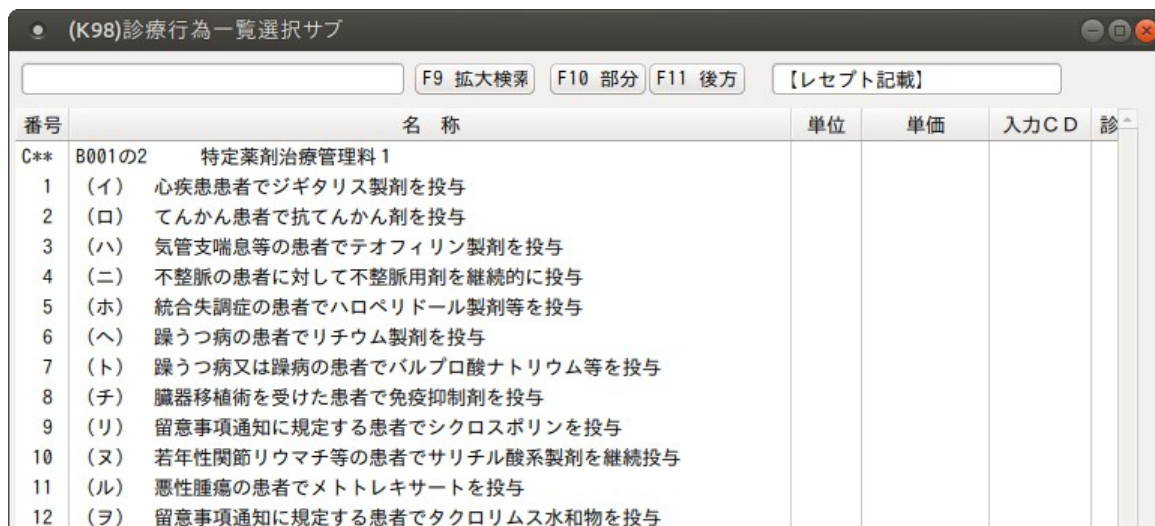 (K98)診療行為一覧選択サブ
F9 拡大検索 F10 部分 F11 後方 【レセプト記載】
番号 名 称 単位 単価 入力CD 診
C** B001の2 特定薬剤治療管理料1
1 (イ) 心疾患患者でジギタリス製剤を投与
2 (ロ) てんかん患者で抗てんかん剤を投与
3 (ハ) 気管支喘息等の患者でテオフィリン製剤を投与
4 (ニ) 不整脈の患者に対して不整脈用剤を継続的に投与
5 (ホ) 統合失調症の患者でハロペリドール製剤等を投与
6 (ヘ) 躁うつ病の患者でリチウム製剤を投与
7 (ト) 躁うつ病又は躁病の患者でバルプロ酸ナトリウム等を投与
8 (チ) 臓器移植術を受けた患者で免疫抑制剤を投与
9 (リ) 留意事項通知に規定する患者でシクロスポリンを投与
10 (ヌ) 若年性関節リウマチ等の患者でサリチル酸系製剤を継続投与
11 (ル) 悪性腫瘍の患者でメトトレキサートを投与
12 (ヲ) 留意事項通知に規定する患者でタクロリムス水和物を投与